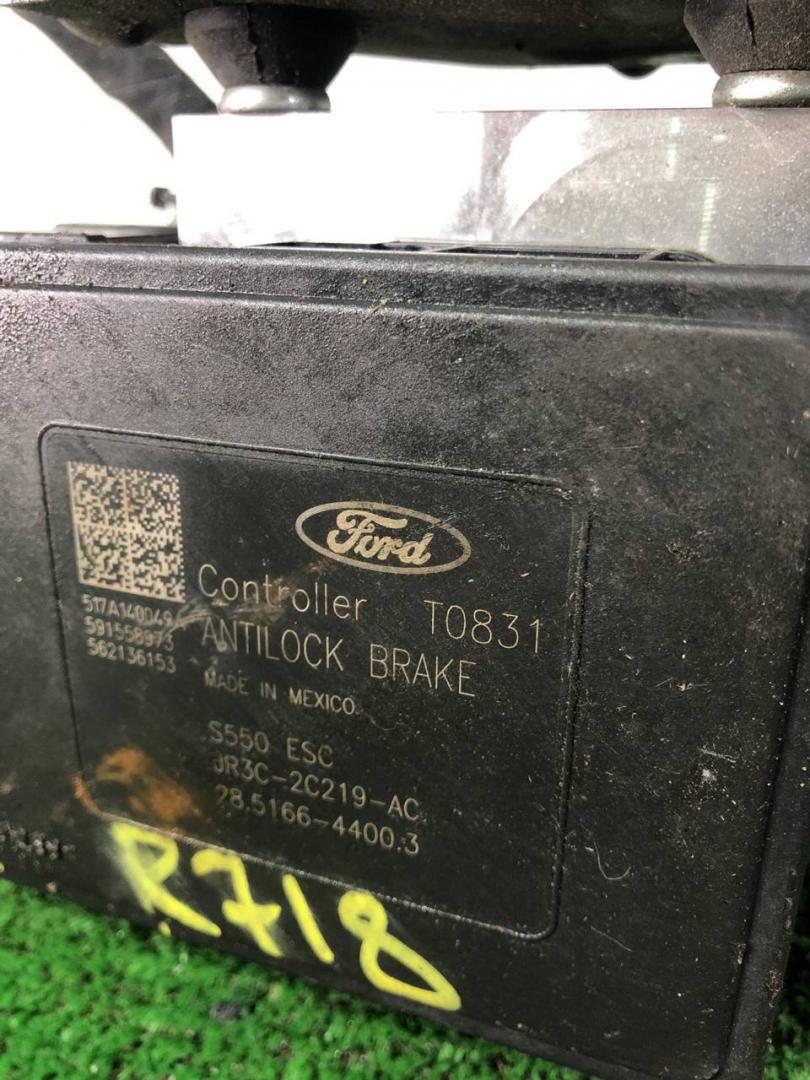 Ford
Controller T0831
ANTILOCK BRAKE
MADE IN MEXICO
517A140049
591558973
562136153
S550 ESC
JR3C-2C219-AC
28.5166-4400.3
R718